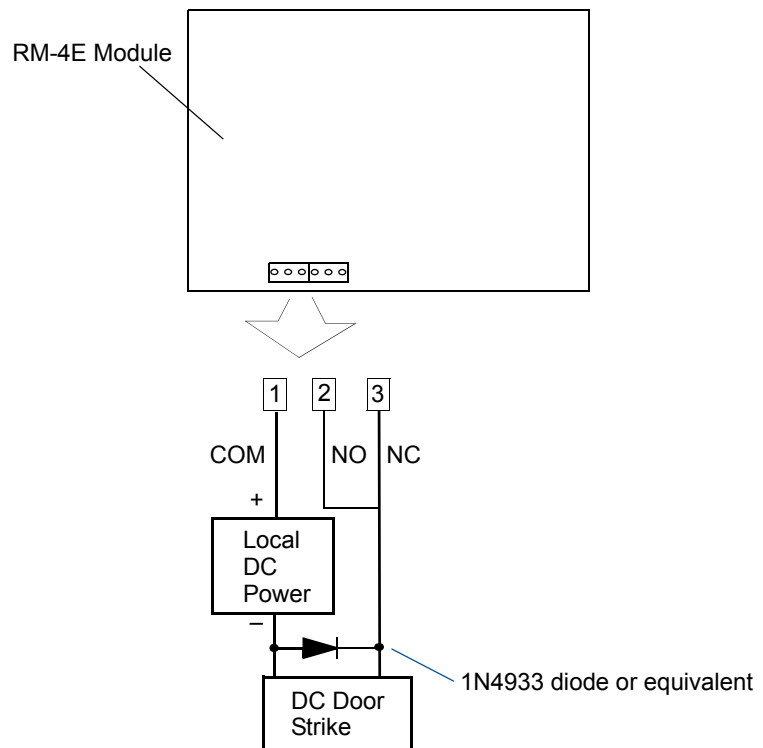 RM-4E Module
1 2 3
COM NO NC
+
Local
DC
Power
–
1N4933 diode or equivalent
DC Door
Strike